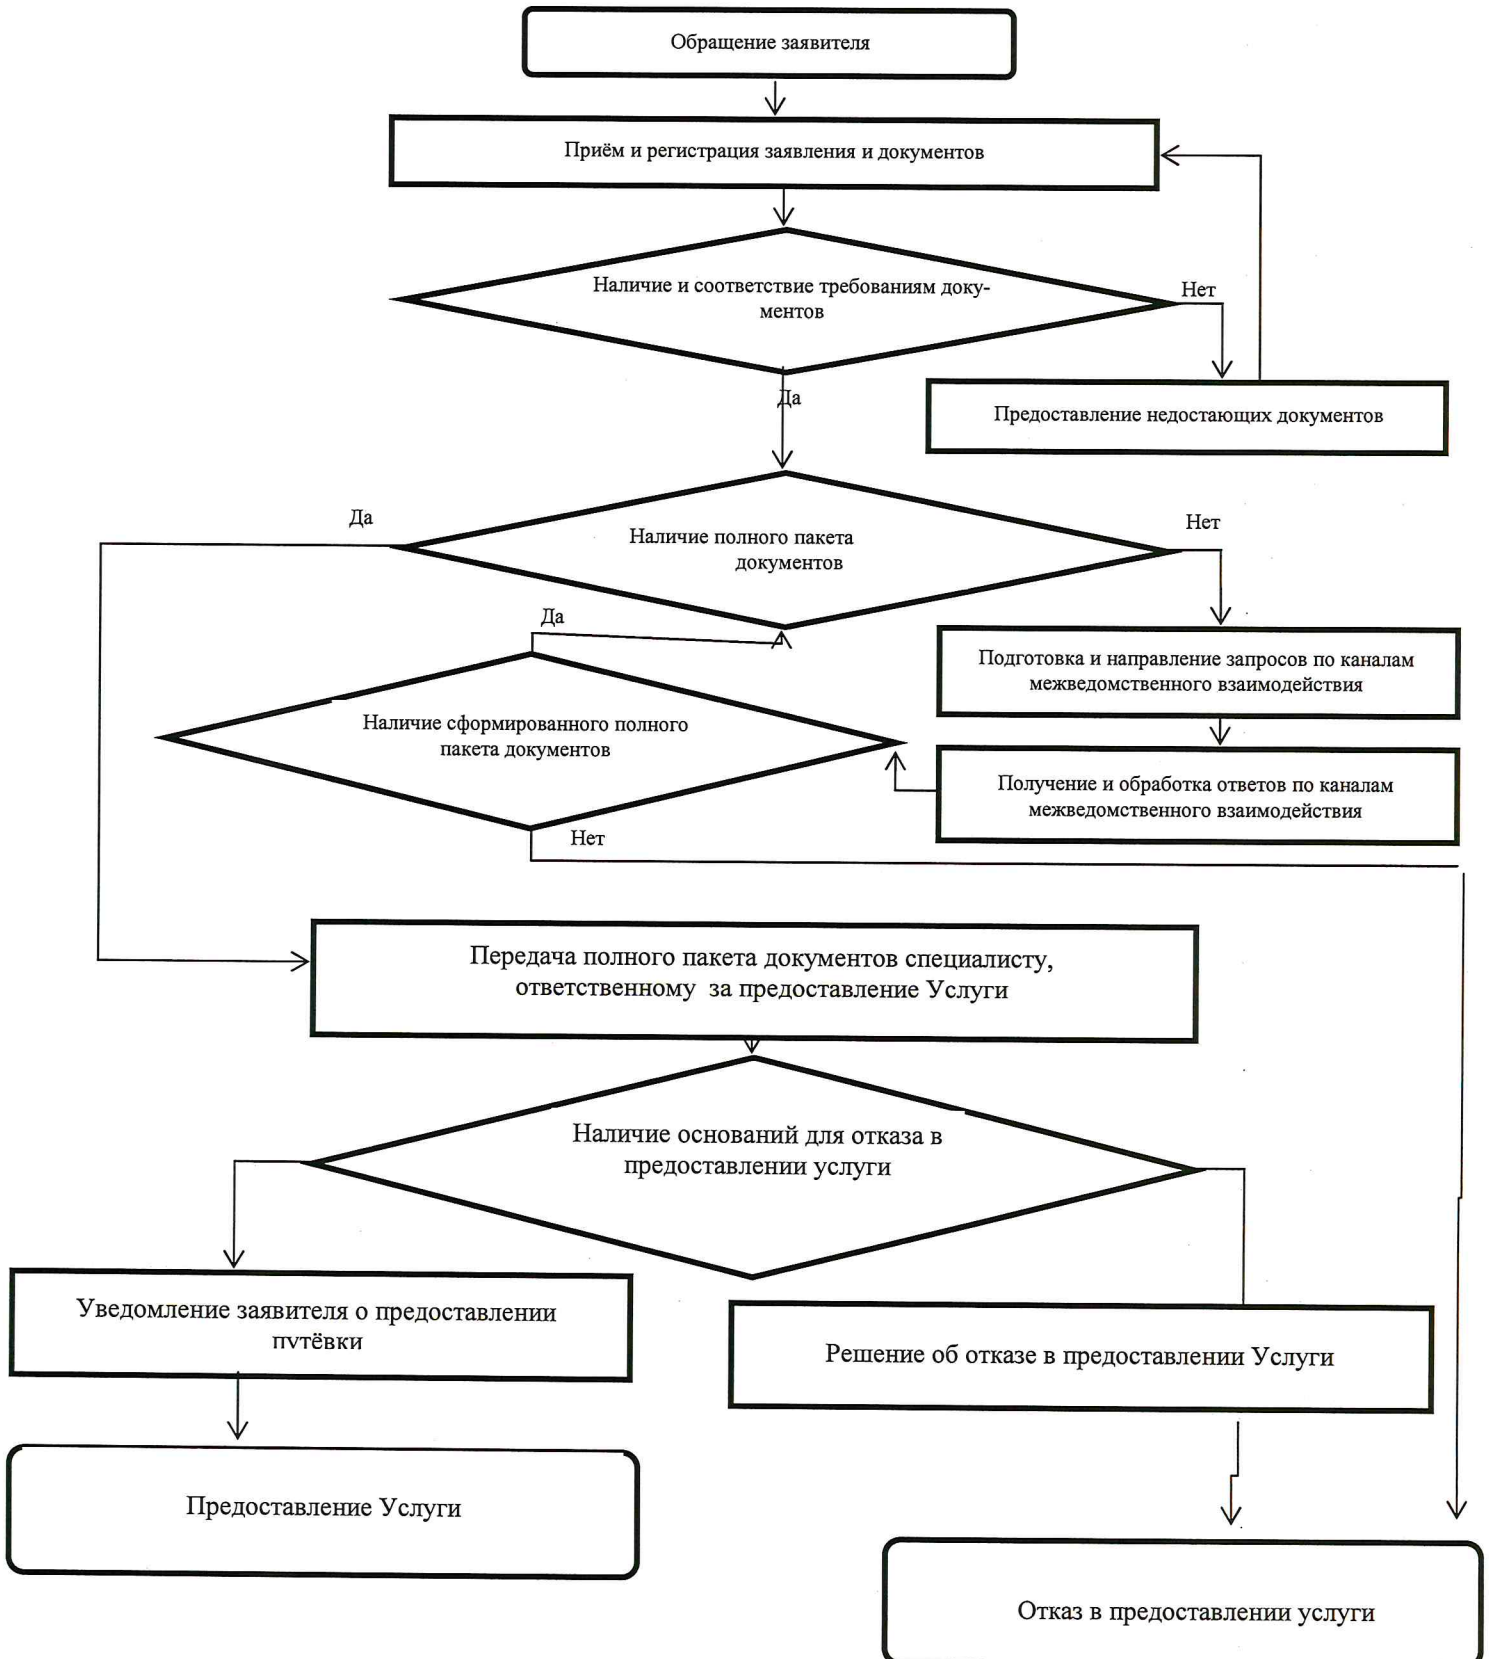 Обращение заявителя
Приём и регистрация заявления и документов
Наличие и соответствие требованиям доку-
ментов
Нет
Да
Предоставление недостающих документов
Да
Наличие полного пакета
документов
Нет
Да
Подготовка и направление запросов по каналам
межведомственного взаимодействия
Наличие сформированного полного
пакета документов
Получение и обработка ответов по каналам
межведомственного взаимодействия
Нет
Передача полного пакета документов специалисту,
ответственному за предоставление Услуги
Наличие оснований для отказа в
предоставлении услуги
Уведомление заявителя о предоставлении
путёвки
Решение об отказе в предоставлении Услуги
Предоставление Услуги
Отказ в предоставлении услуги